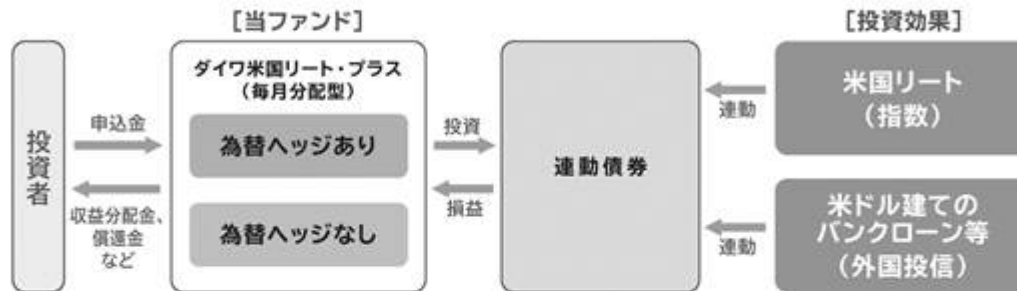 [当ファンド]
[投資効果]
投資者
申込金
収益分配金、
償還金
など
ダイワ米国リート・プラス
(毎月分配型)
為替ヘッジあり
為替ヘッジなし
投資
損益
連動債券
連動
連動
米国リート
(指数)
米ドル建ての
バンクローン等
(外国投信)